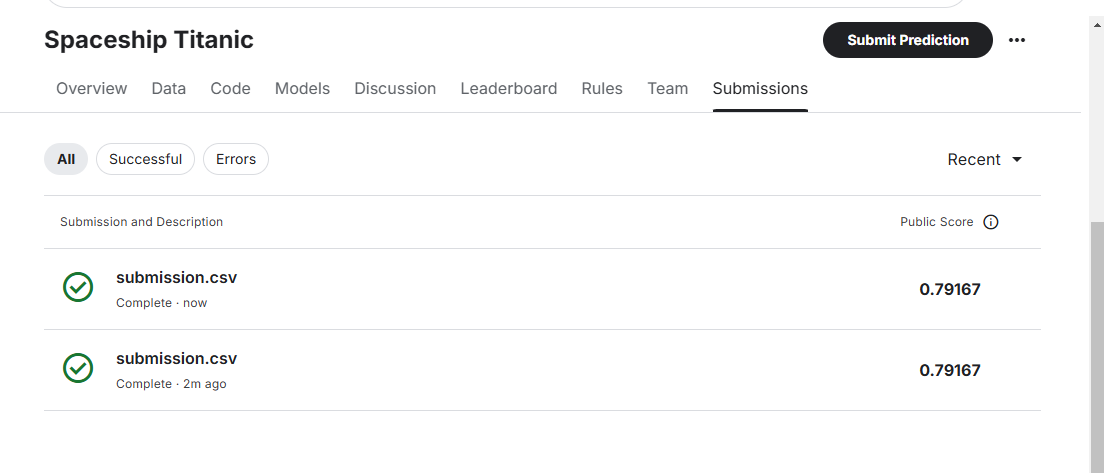 Spaceship Titanic
Submit Prediction
Overview Data Code Models Discussion Leaderboard Rules Team Submissions
All Successful Errors
Recent
Submission and Description Public Score
submission.csv
Complete · now
0.79167
submission.csv
Complete · 2m ago
0.79167